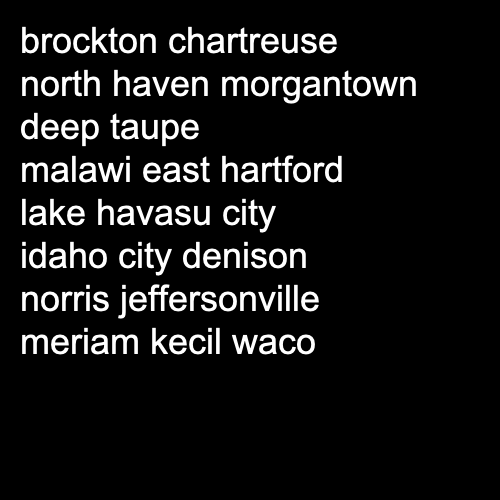 brockton chartreuse
north haven morgantown
deep taupe
malawi east hartford
lake havasu city
idaho city denison
norris jeffersonville
meriam kecil waco